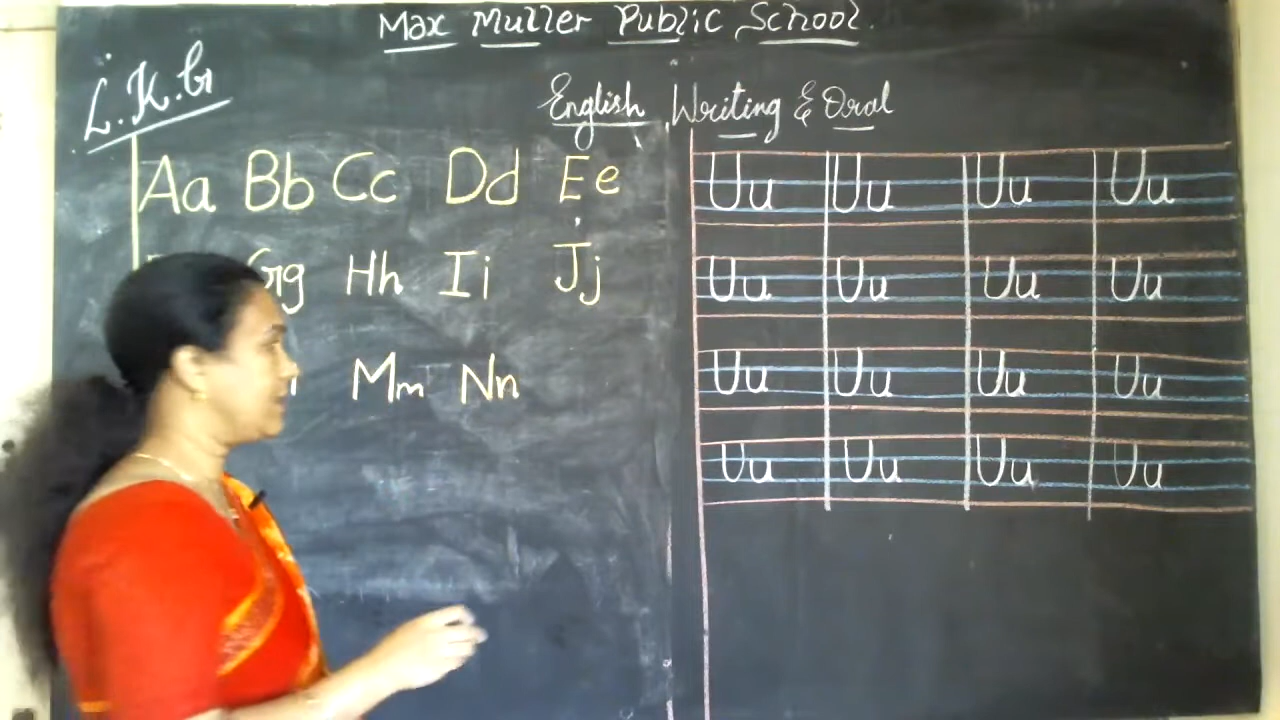 Max Muller Public School.
L.K.G
English Writing & Oral
Aa Bb Cc Dd Ee
Gg Hh Ii Jj
Mm Nn
Uu Uu Uu Uu
Uu Uu Uu Uu
Uu Uu Uu Uu
Uu Uu Uu Uu